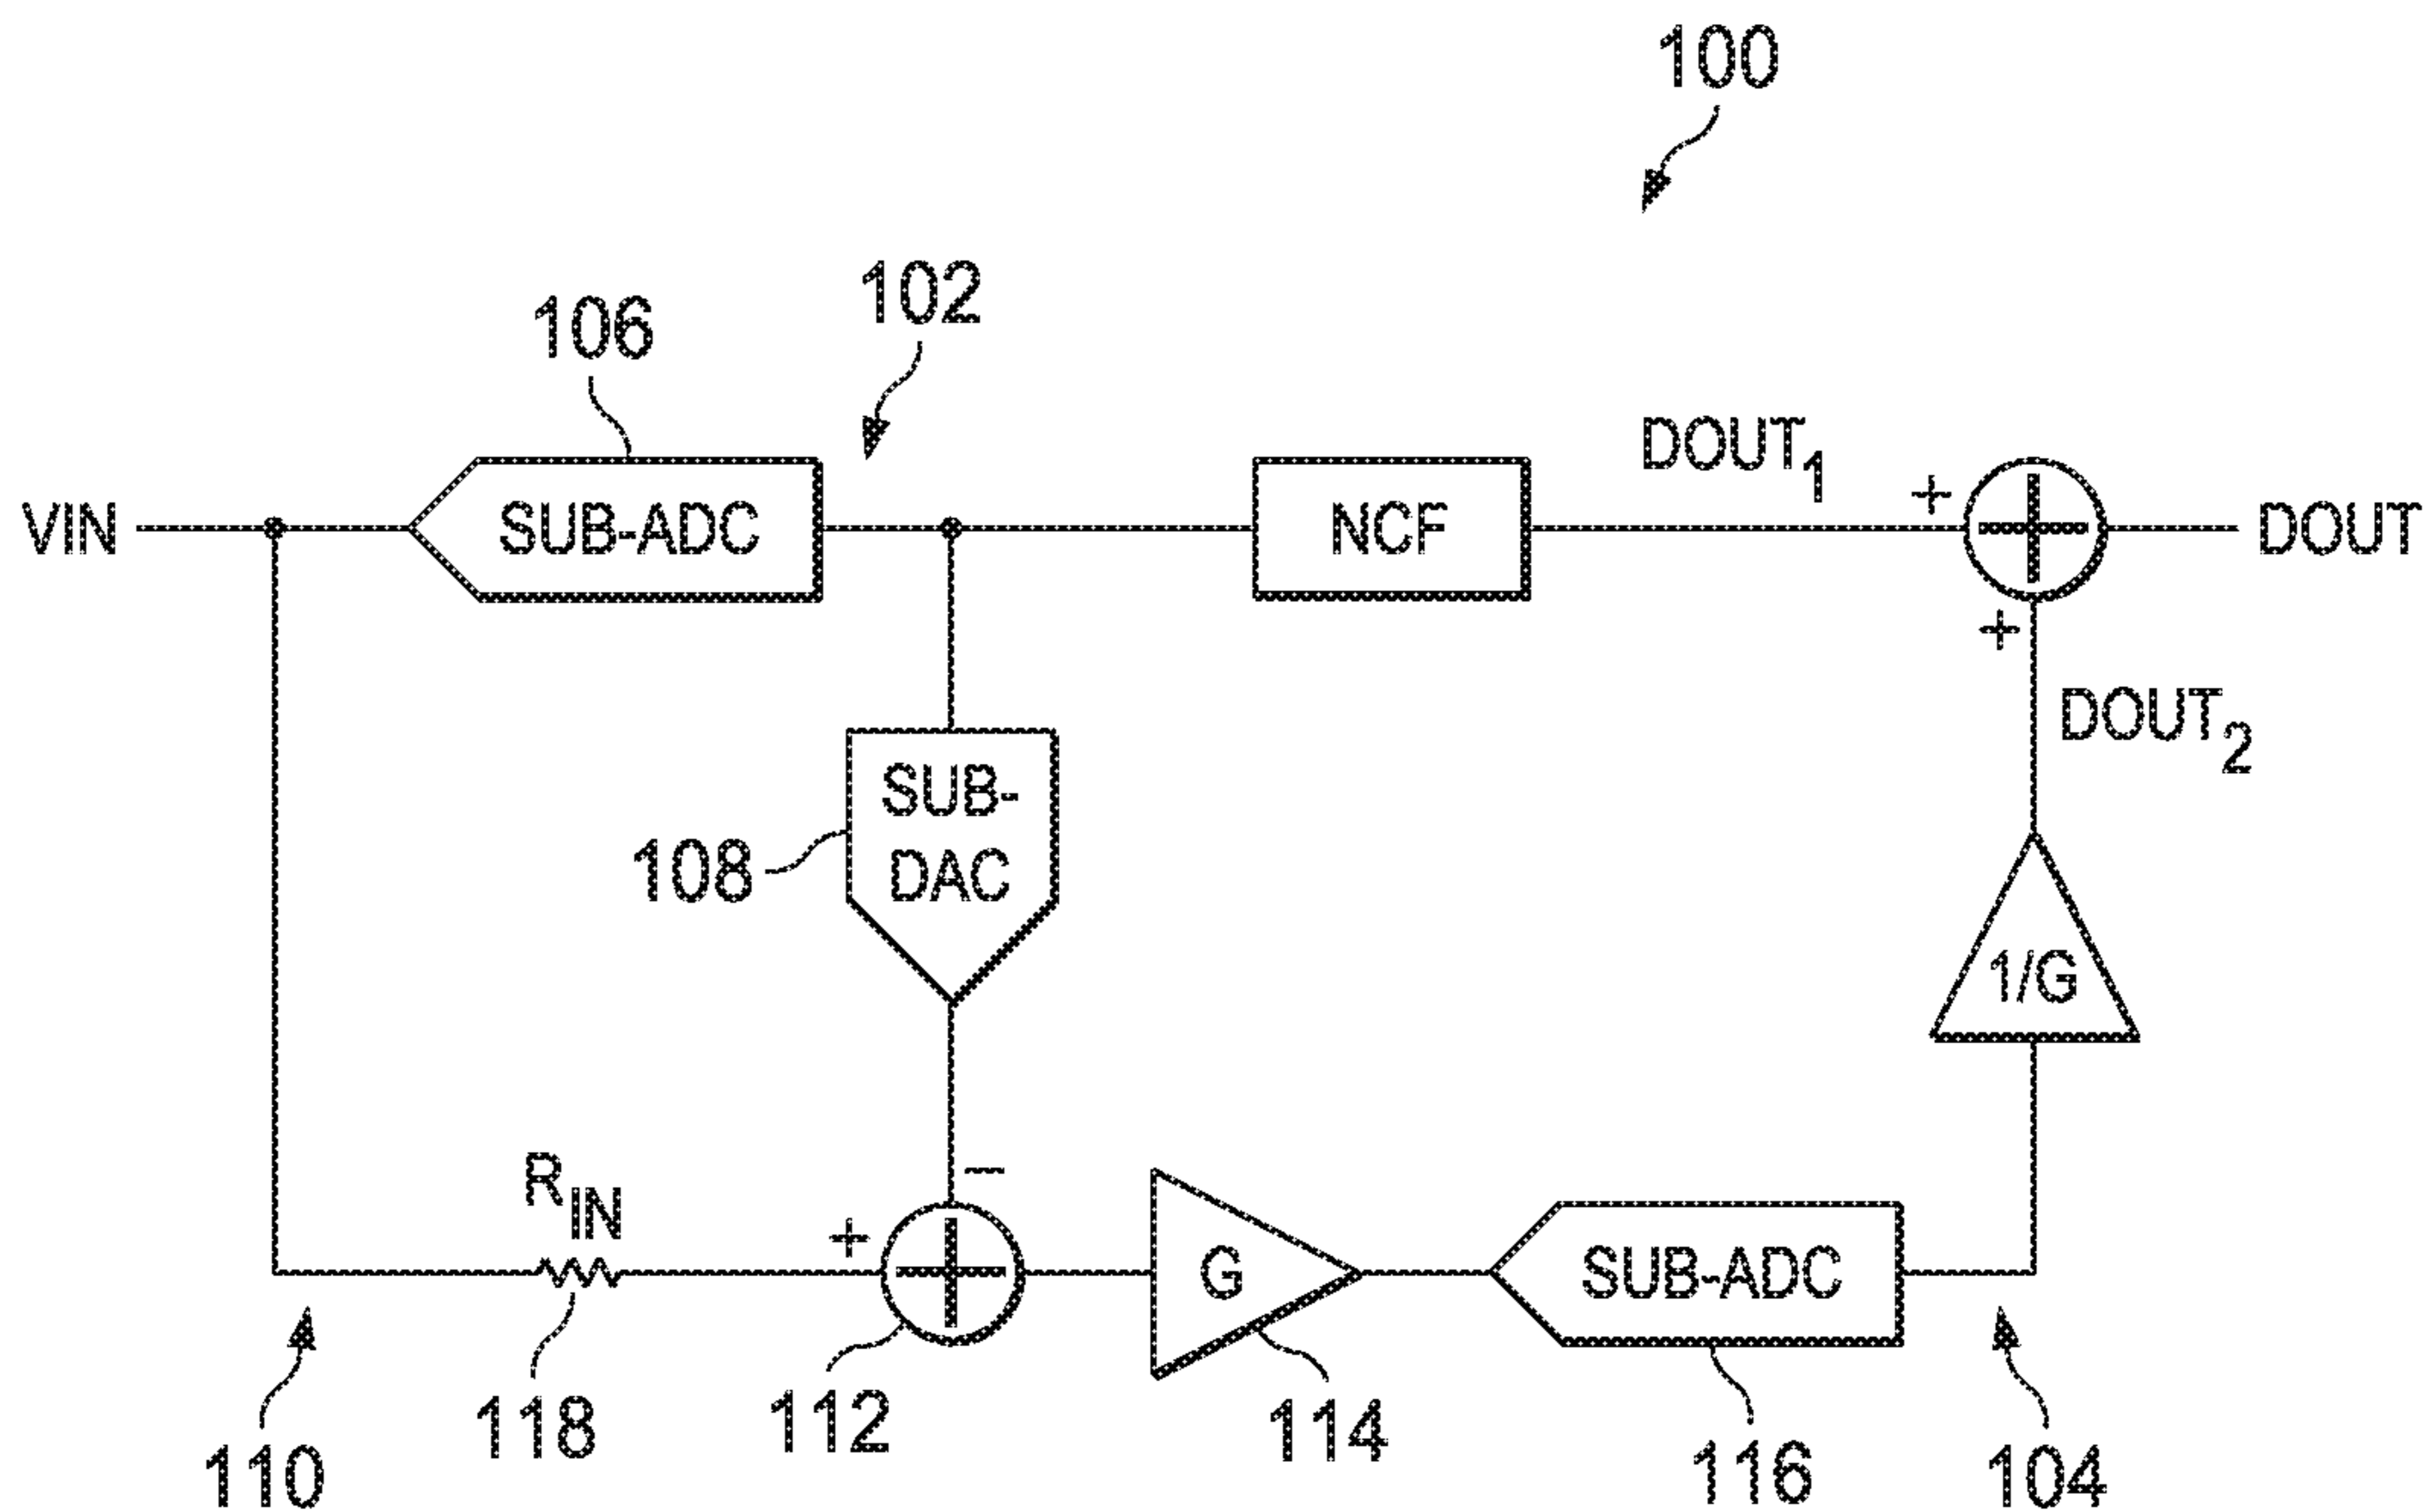 100
102
106
DOUT1
VIN
SUB-ADC
NCF
+
DOUT
+
DOUT2
SUB-
DAC
108
1/G
RIN
−
+
G
SUB-ADC
118
112
114
116
110
104